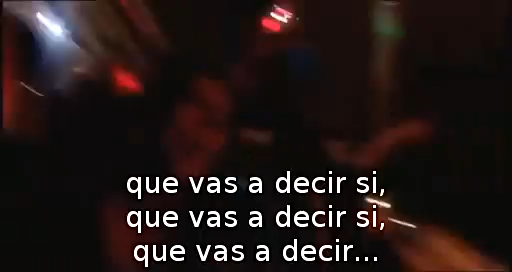 que vas a decir si,
que vas a decir si,
que vas a decir...